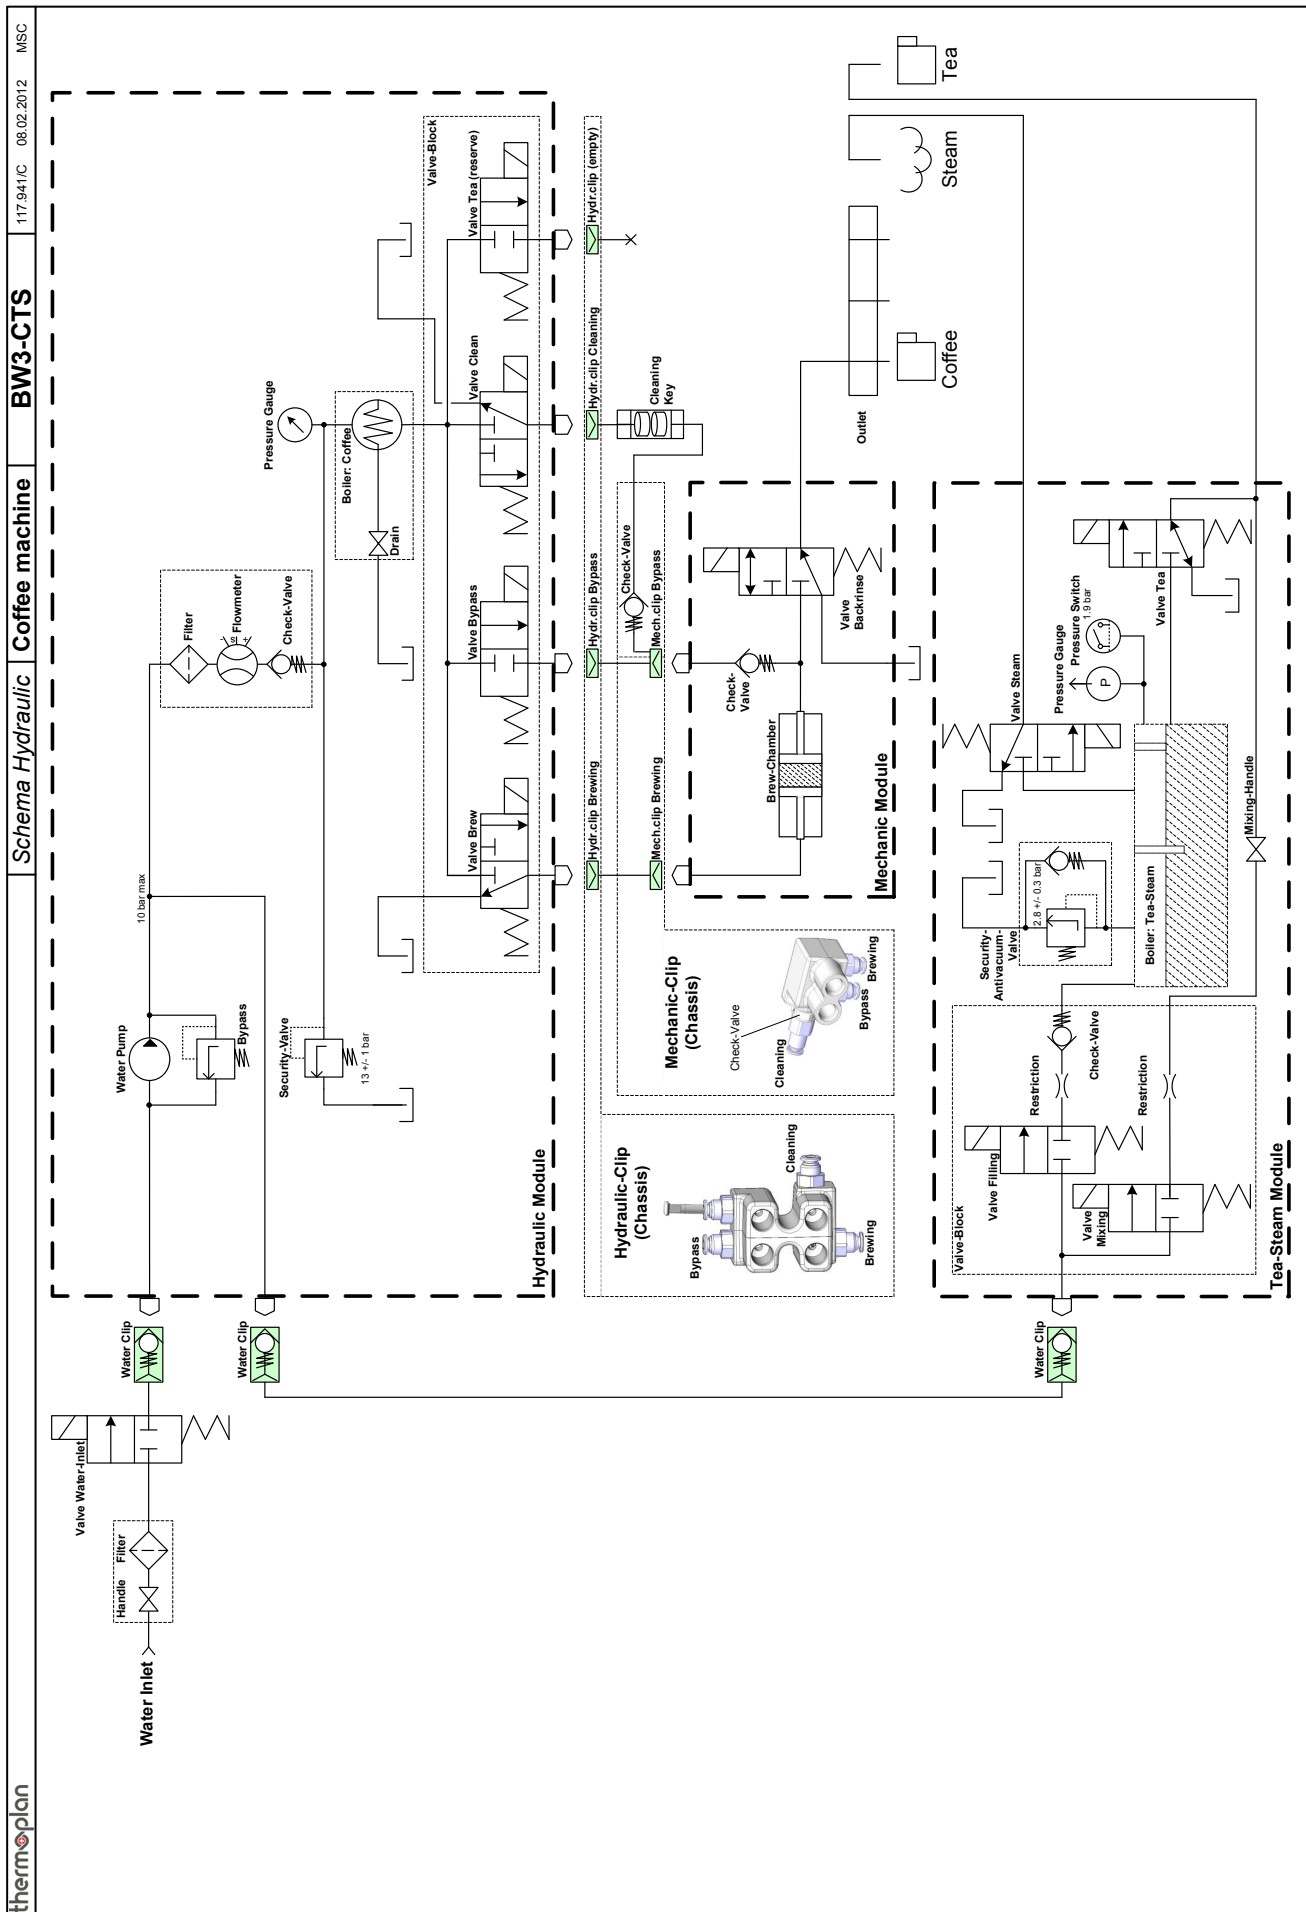 thermoplan
Schema Hydraulic
Coffee machine
BW3-CTS
117.941/C
08.02.2012
MSC
Water Inlet
Handle
Filter
Valve Water-Inlet
Water Clip
Water Clip
Water Clip
Hydraulic Module
Water Pump
Bypass
10 bar max
Security-Valve
13 +/- 1 bar
Filter
Flowmeter
Check-Valve
Pressure Gauge
Boiler: Coffee
Drain
Valve-Block
Valve Brew
Valve Bypass
Valve Clean
Valve Tea (reserve)
Hydr.clip Brewing
Hydr.clip Bypass
Hydr.clip Cleaning
Hydr.clip (empty)
Mech.clip Brewing
Mech.clip Bypass
Check-Valve
Cleaning
Key
Hydraulic-Clip
(Chassis)
Bypass
Cleaning
Brewing
Mechanic-Clip
(Chassis)
Check-Valve
Cleaning
Bypass
Brewing
Mechanic Module
Brew-Chamber
Check-
Valve
Valve
Backrinse
Outlet
Coffee
Steam
Tea
Tea-Steam Module
Valve-Block
Valve Filling
Valve
Mixing
Restriction
Restriction
Check-Valve
Security-
Antivacuum-
Valve
2.8 +/- 0.3 bar
Boiler: Tea-Steam
Mixing-Handle
Valve Steam
Pressure Gauge
P
Pressure Switch
1.9 bar
Valve Tea